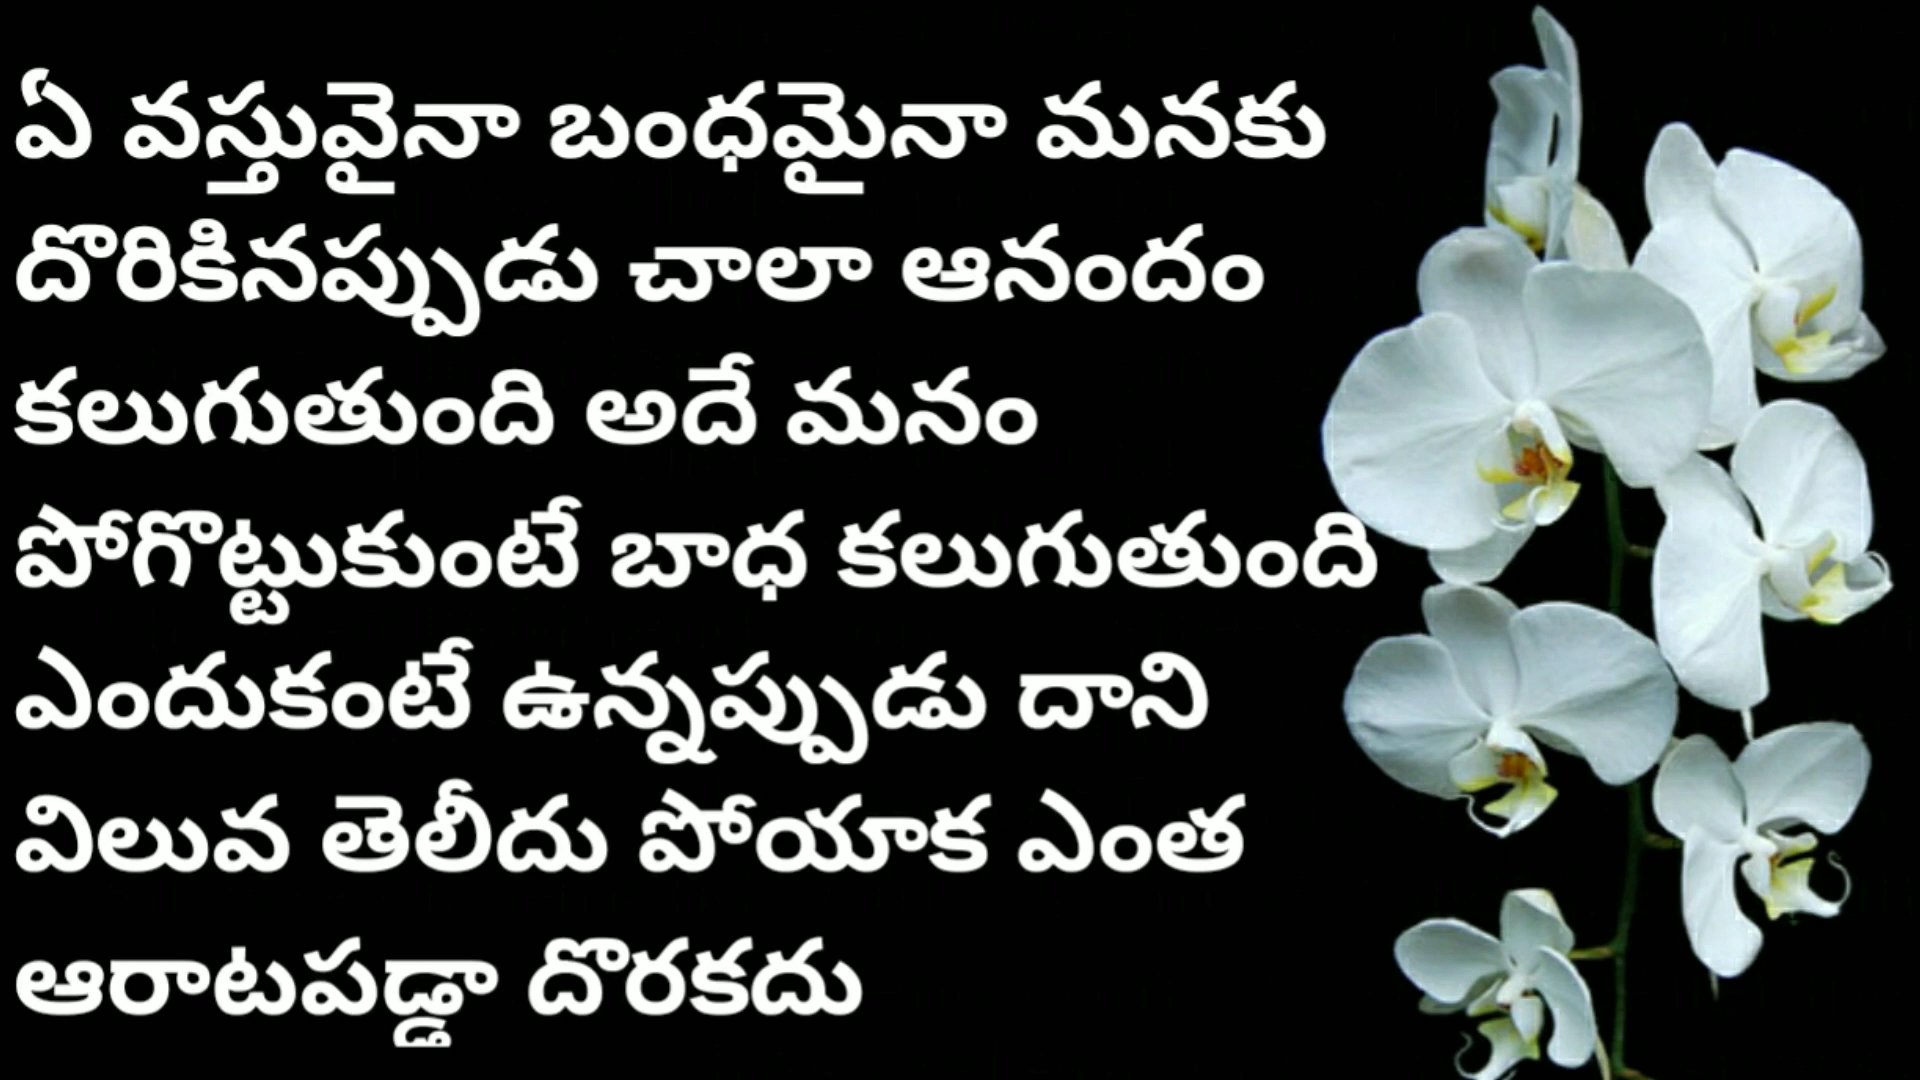 ఏ వస్తువైనా బంధమైనా మనకు
దొరికినప్పుడు చాలా ఆనందం
కలుగుతుంది అదే మనం
పోగొట్టుకుంటే బాధ కలుగుతుంది
ఎందుకంటే ఉన్నప్పుడు దాని
విలువ తెలీదు పోయాక ఎంత
ఆరాటపడ్డా దొరకదు